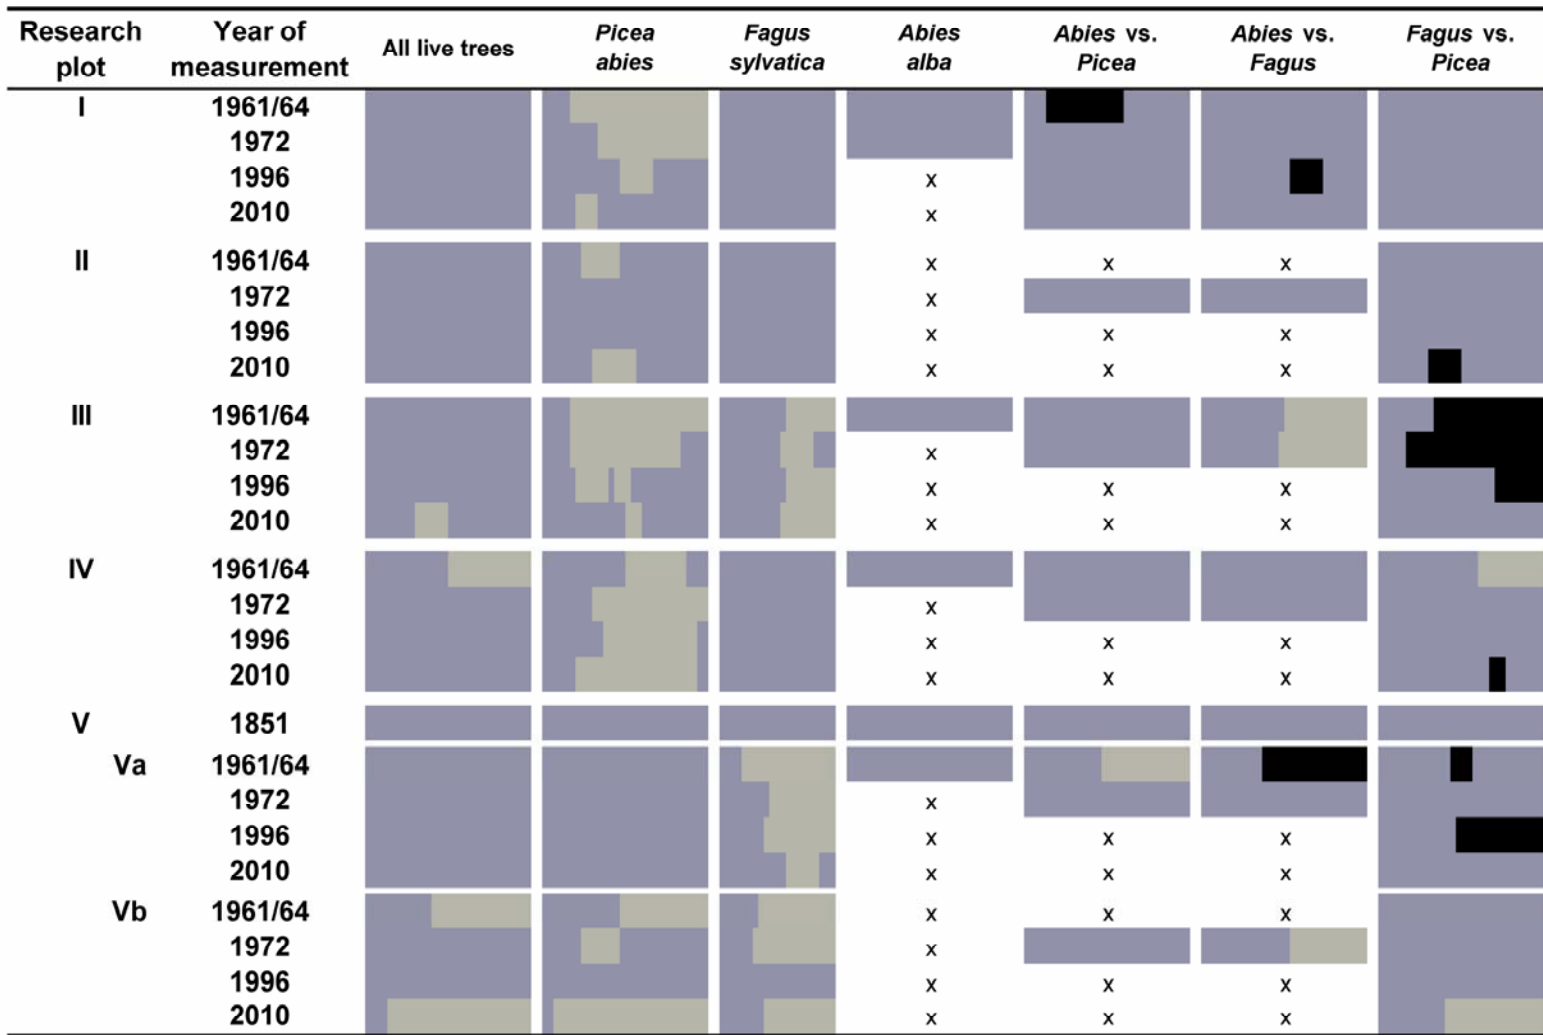 Research plot Year of measurement All live trees Picea abies Fagus sylvatica Abies alba Abies vs. Picea Abies vs. Fagus Fagus vs. Picea
I 1961/64
1972
1996 x
2010 x
II 1961/64 x x x
1972 x
1996 x x x
2010 x x x
III 1961/64
1972 x
1996 x x x
2010 x x x
IV 1961/64
1972 x
1996 x x x
2010 x x x
V 1851
Va 1961/64
1972 x
1996 x x x
2010 x x x
Vb 1961/64 x x x
1972 x
1996 x x x
2010 x x x